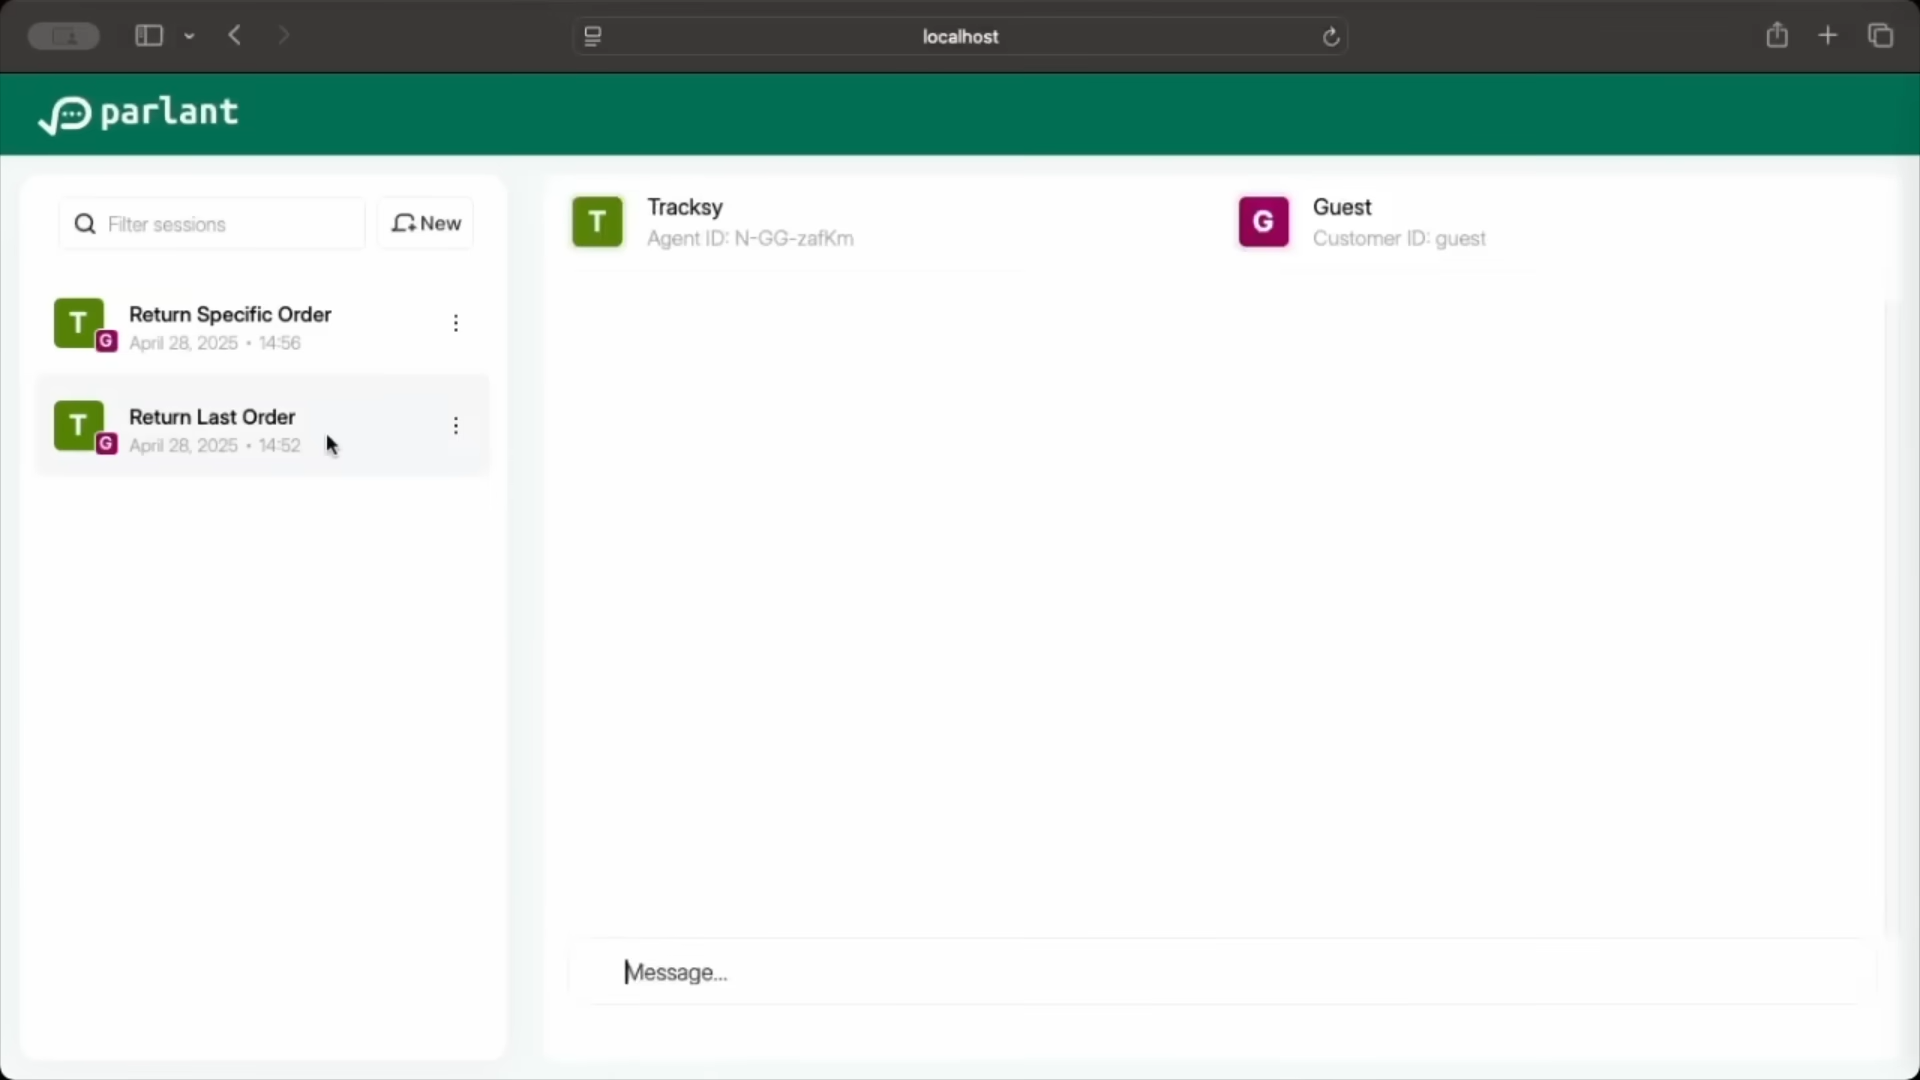 localhost
parlant
Filter sessions
New
T
Tracksy
Agent ID: N-GG-zafKm
G
Guest
Customer ID: guest
T
G
Return Specific Order
April 28, 2025 • 14:56
T
G
Return Last Order
April 28, 2025 • 14:52
Message...